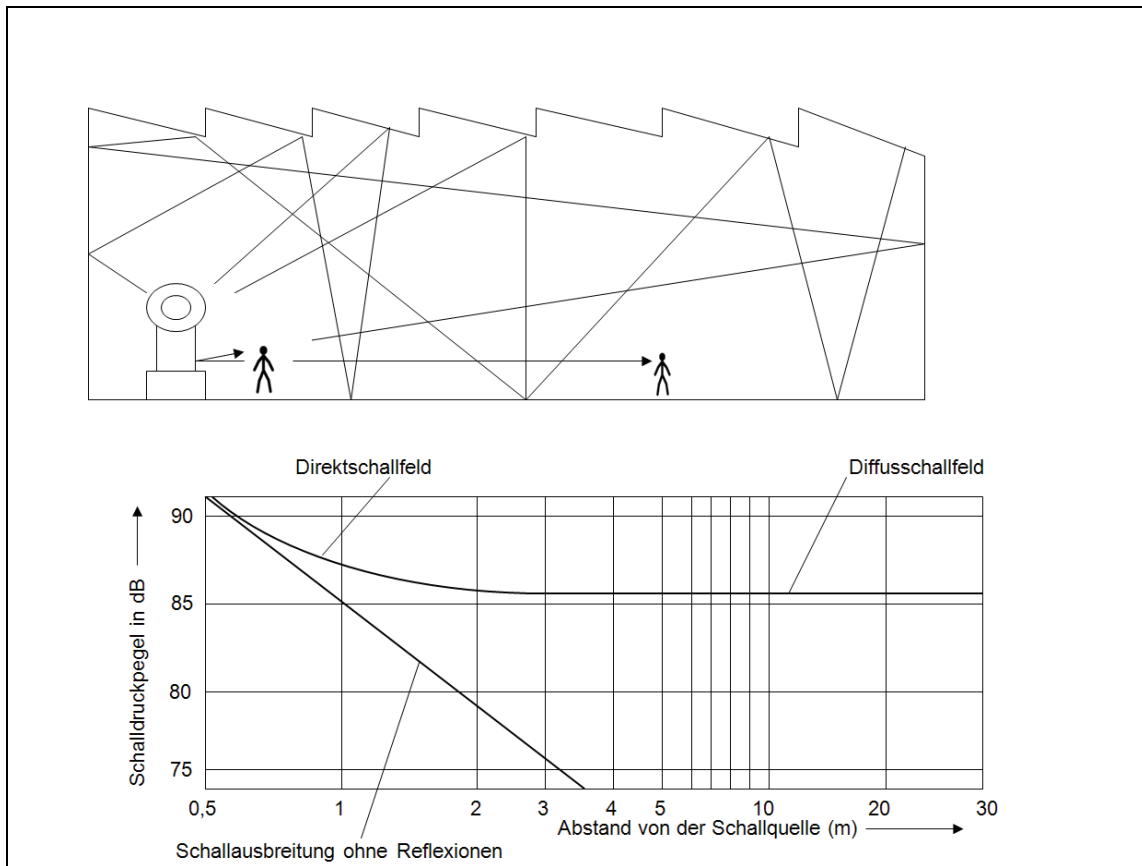 Direktschallfeld
Diffusschallfeld
Schalldruckpegel in dB
90
85
80
75
0,5 1 2 3 4 5 10 20 30
Abstand von der Schallquelle (m)
Schallausbreitung ohne Reflexionen